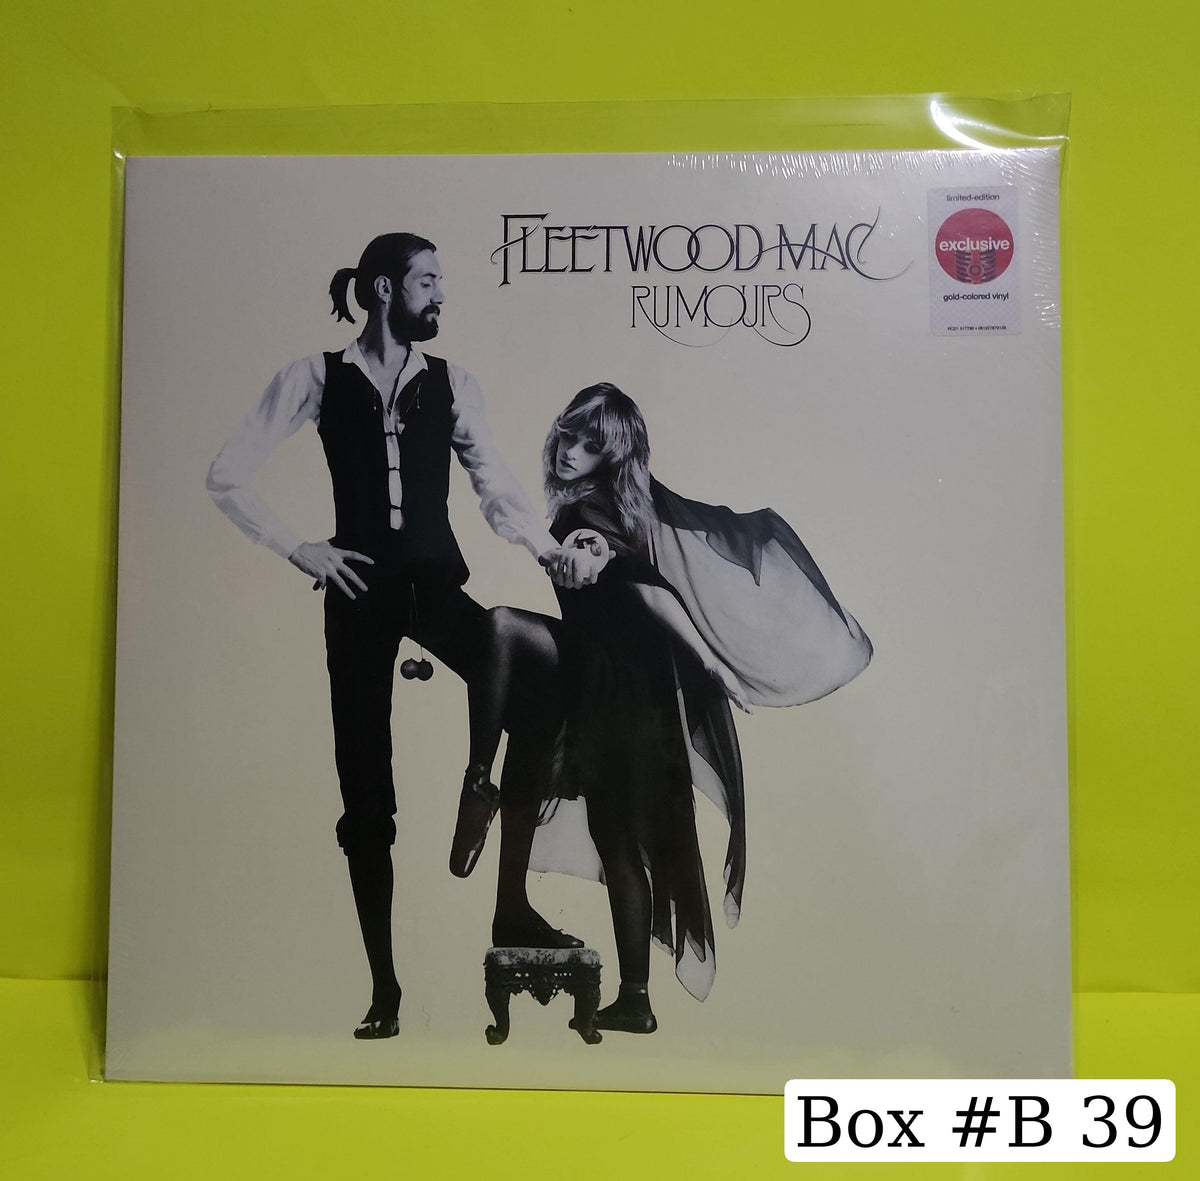 FLEETWOOD MAC
RUMOURS
limited-edition
exclusive
gold-colored vinyl
Box #B 39